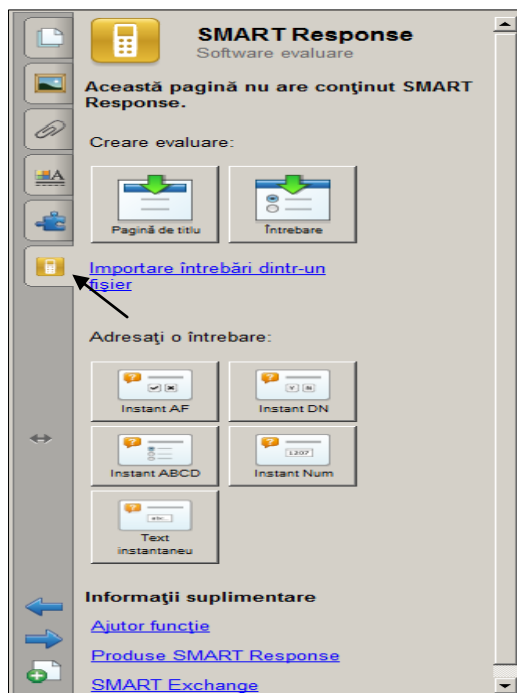 SMART Response
Software evaluare
Această pagină nu are conţinut SMART
Response.
Creare evaluare:
Pagină de titlu
Întrebare
Importare întrebări dintr-un
fişier
Adresaţi o întrebare:
Instant AF
Instant DN
Instant ABCD
1207
Instant Num
abc..
Text
instantaneu
Informaţii suplimentare
Ajutor funcţie
Produse SMART Response
SMART Exchange